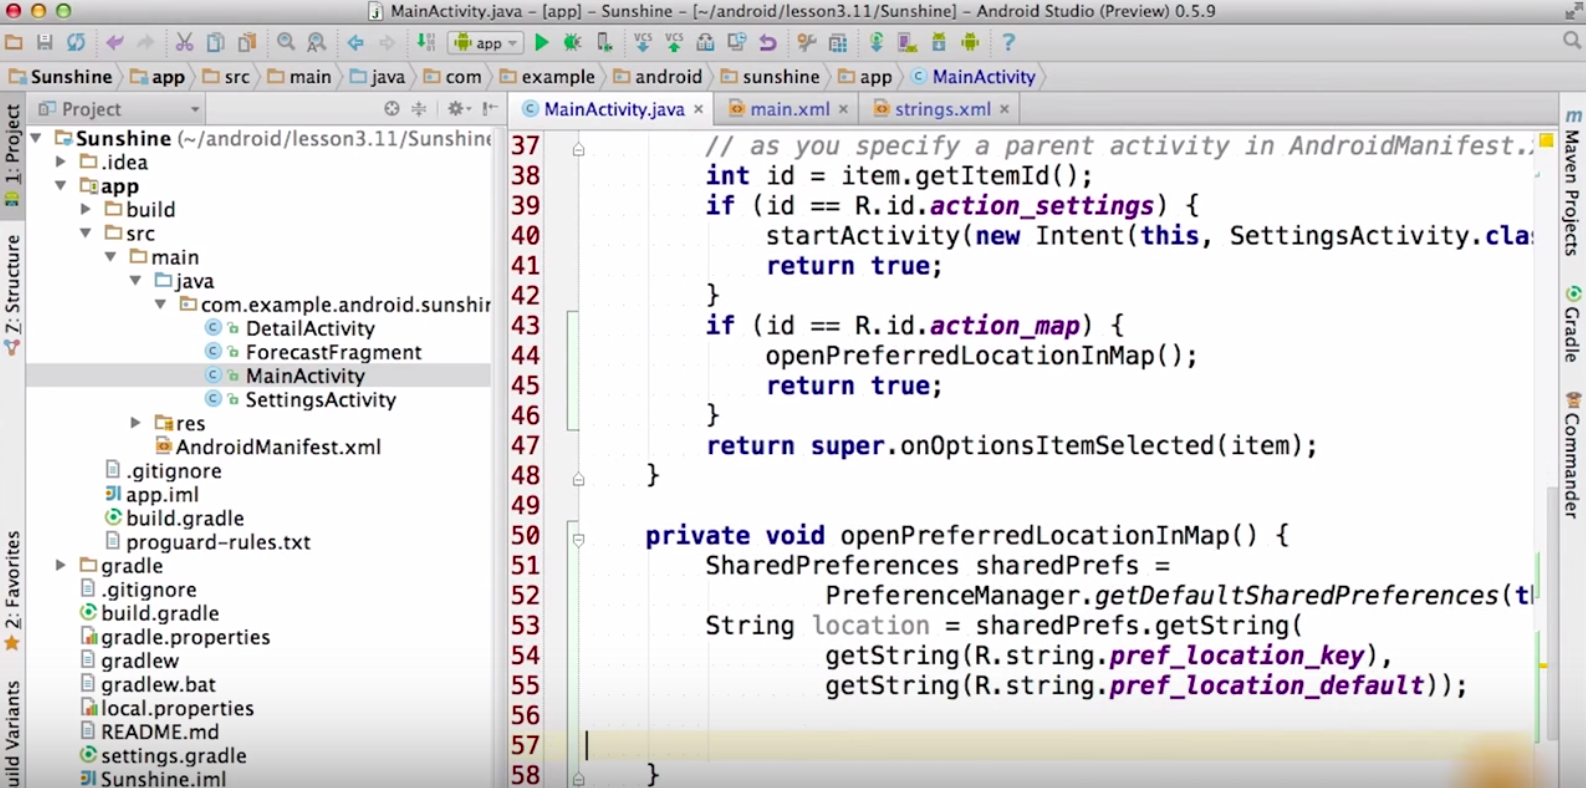 MainActivity.java – [app] – Sunshine – [~/android/lesson3.11/Sunshine] – Android Studio (Preview) 0.5.9
app
VCS VCS
Sunshine app src main java com example android sunshine app MainActivity
Project
MainActivity.java main.xml strings.xml
1: Project
Z: Structure
2: Favorites
Build Variants
Sunshine (~/android/lesson3.11/Sunshine
.idea
app
build
src
main
java
com.example.android.sunshin
DetailActivity
ForecastFragment
MainActivity
SettingsActivity
res
AndroidManifest.xml
.gitignore
app.iml
build.gradle
proguard-rules.txt
gradle
.gitignore
build.gradle
gradle.properties
gradlew
gradlew.bat
local.properties
README.md
settings.gradle
Sunshine.iml
37 // as you specify a parent activity in AndroidManifest.x
38 int id = item.getItemId();
39 if (id == R.id.action_settings) {
40 startActivity(new Intent(this, SettingsActivity.clas
41 return true;
42 }
43 if (id == R.id.action_map) {
44 openPreferredLocationInMap();
45 return true;
46 }
47 return super.onOptionsItemSelected(item);
48 }
49
50 private void openPreferredLocationInMap() {
51 SharedPreferences sharedPrefs =
52 PreferenceManager.getDefaultSharedPreferences(th
53 String location = sharedPrefs.getString(
54 getString(R.string.pref_location_key),
55 getString(R.string.pref_location_default));
56
57
58 }
Maven Projects
Gradle
Commander